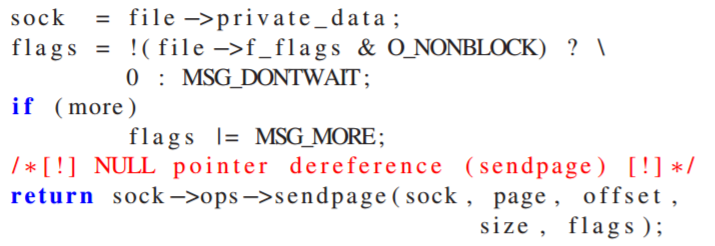 sock = file->private_data;
flags = !(file->f_flags & O_NONBLOCK) ? \
0 : MSG_DONTWAIT;
if (more)
flags |= MSG_MORE;
/*[!] NULL pointer dereference (sendpage) [!]*/
return sock->ops->sendpage(sock, page, offset,
size, flags);